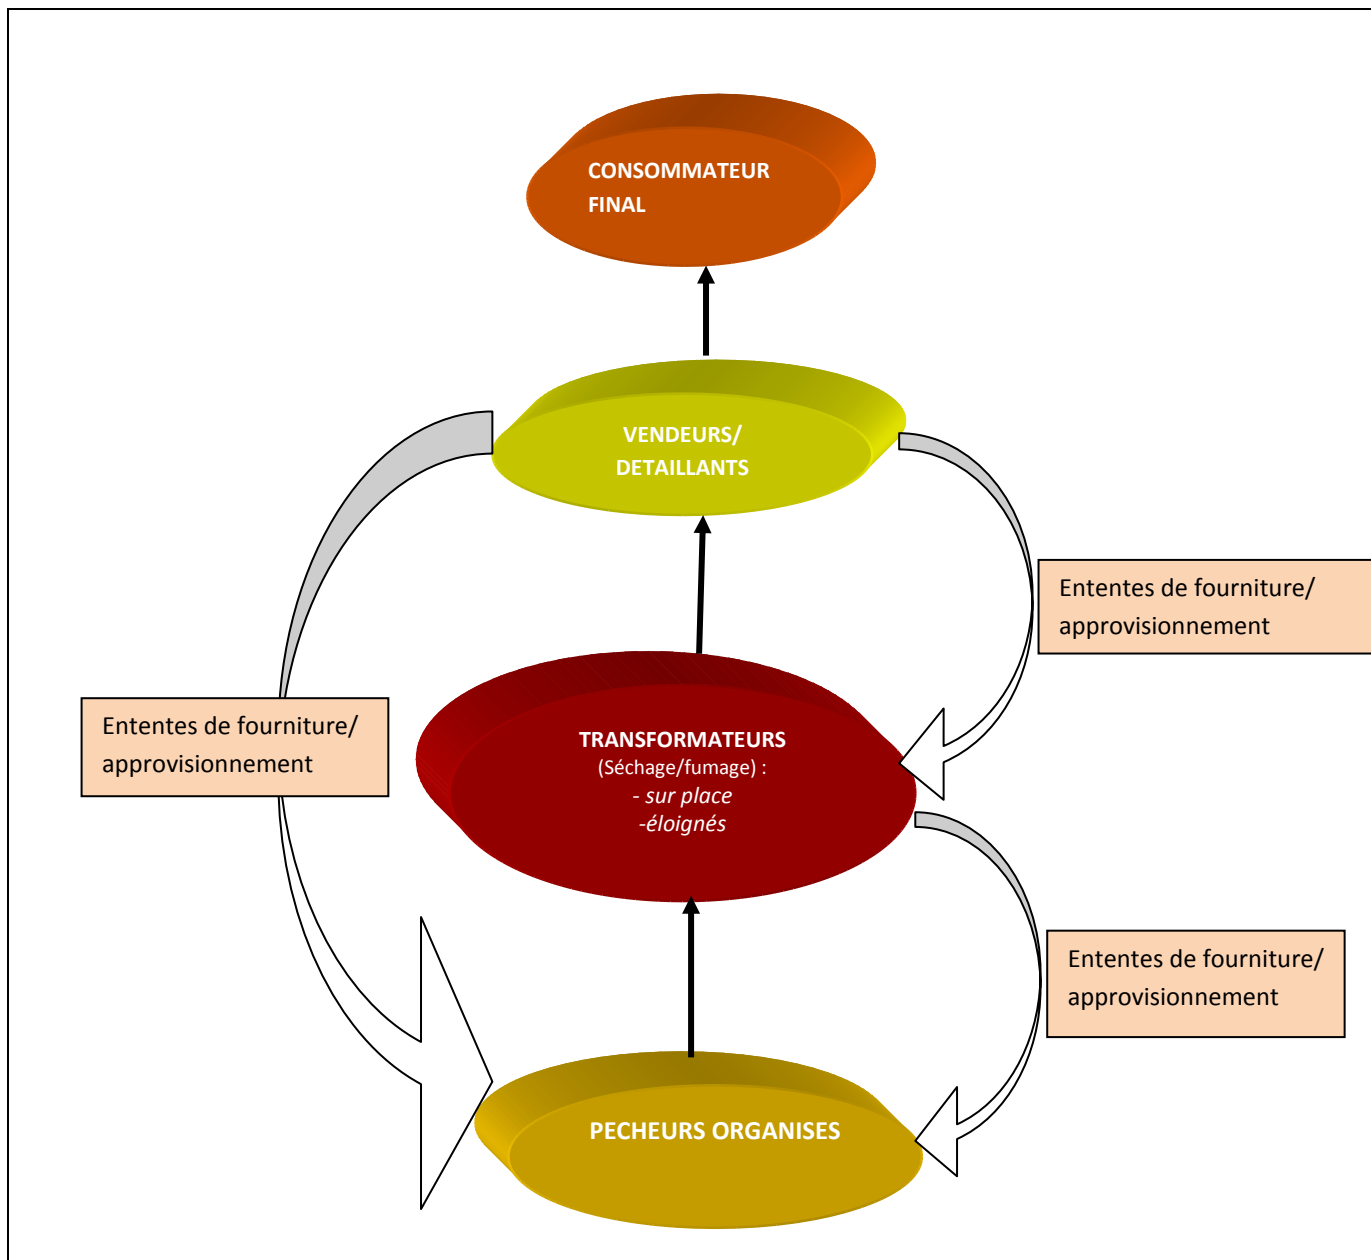 CONSOMMATEUR
FINAL
VENDEURS/
DETAILLANTS
Ententes de fourniture/
approvisionnement
Ententes de fourniture/
approvisionnement
TRANSFORMATEURS
(Séchage/fumage) :
- sur place
-éloignés
Ententes de fourniture/
approvisionnement
PECHEURS ORGANISES